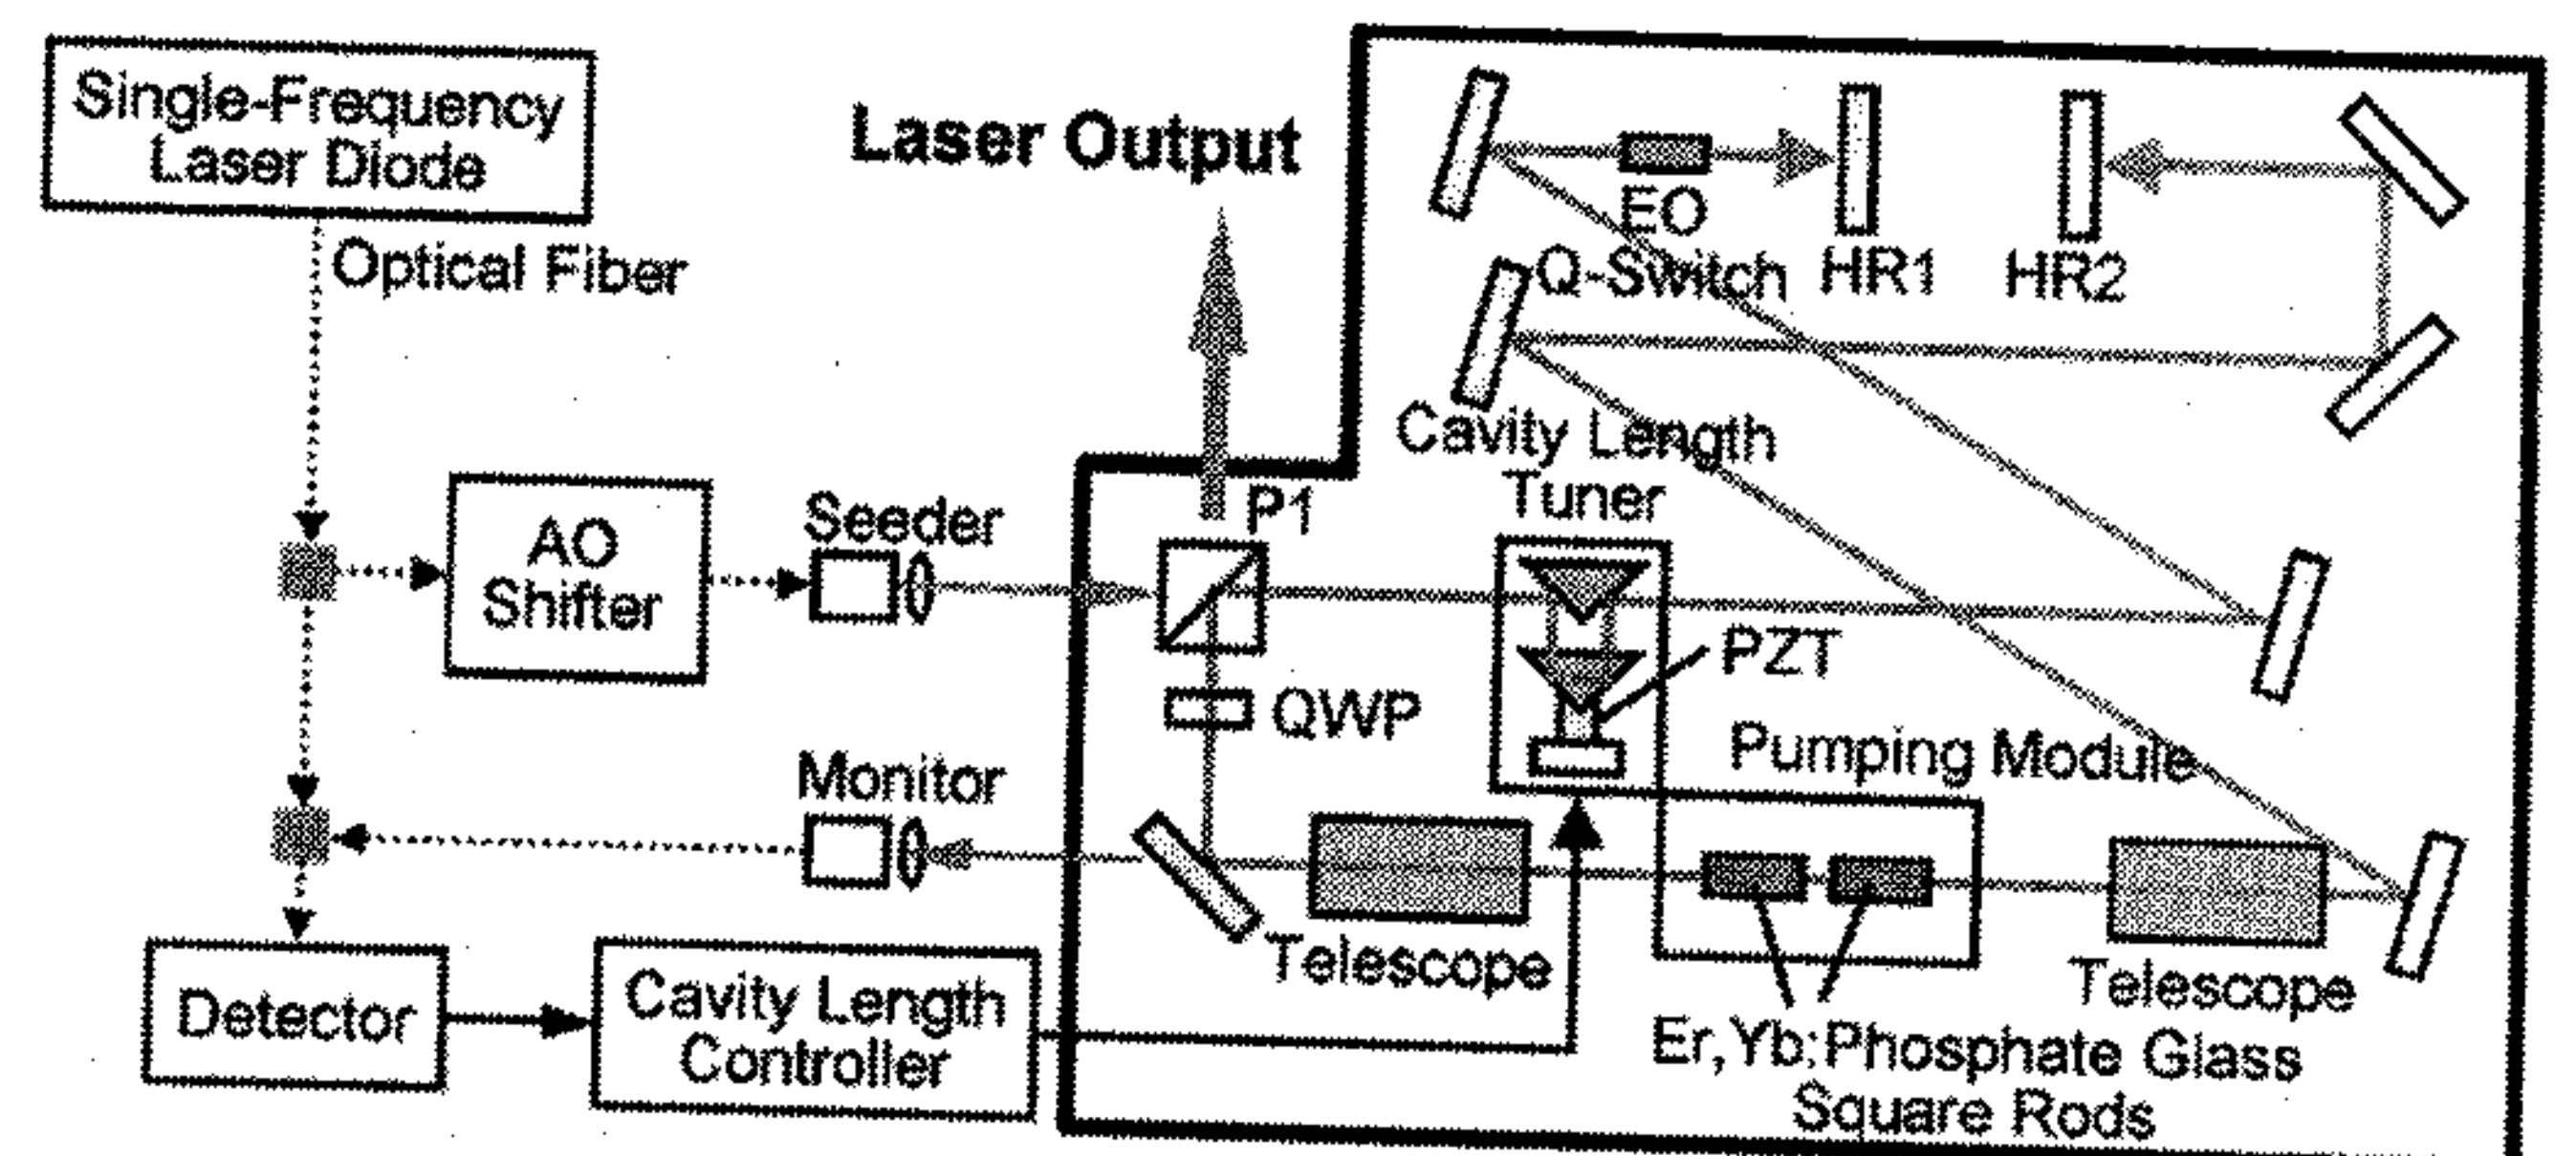 Single-Frequency
Laser Diode
Optical Fiber
Laser Output
EO
Q-Switch
HR1
HR2
Cavity Length
Tuner
P1
AO
Shifter
Seeder
PZT
QWP
Pumping Module
Monitor
Telescope
Telescope
Detector
Cavity Length
Controller
Er,Yb:Phosphate Glass
Square Rods